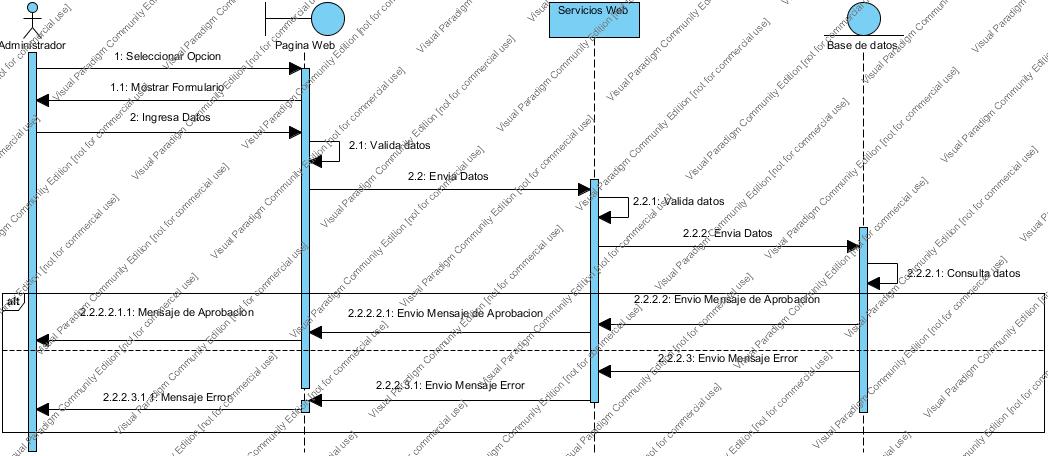 Administrador
Pagina Web
Servicios Web
Base de datos
1: Seleccionar Opcion
1.1: Mostrar Formulario
2: Ingresa Datos
2.1: Valida datos
2.2: Envia Datos
2.2.1: Valida datos
2.2.2: Envia Datos
2.2.2.1: Consulta datos
alt
2.2.2.2: Envio Mensaje de Aprobacion
2.2.2.2.1: Envio Mensaje de Aprobacion
2.2.2.2.1.1: Mensaje de Aprobacion
2.2.2.3: Envio Mensaje Error
2.2.2.3.1: Envio Mensaje Error
2.2.2.3.1.1: Mensaje Error
Visual Paradigm Community Edition [not for commercial use]